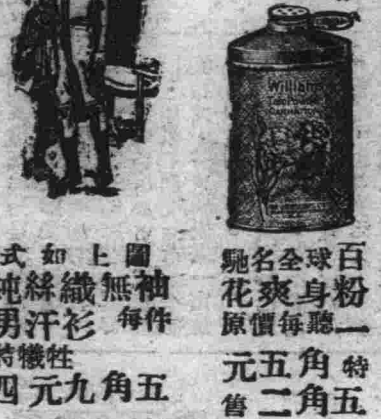 式如上圖
純絲織無袖
男汗衫 每件
特犧牲
四元九角五
Williams
馳名全球百
花爽身粉
原價每聽一
元五角 特
售二角五